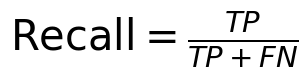 Recall = TP / TP + FN